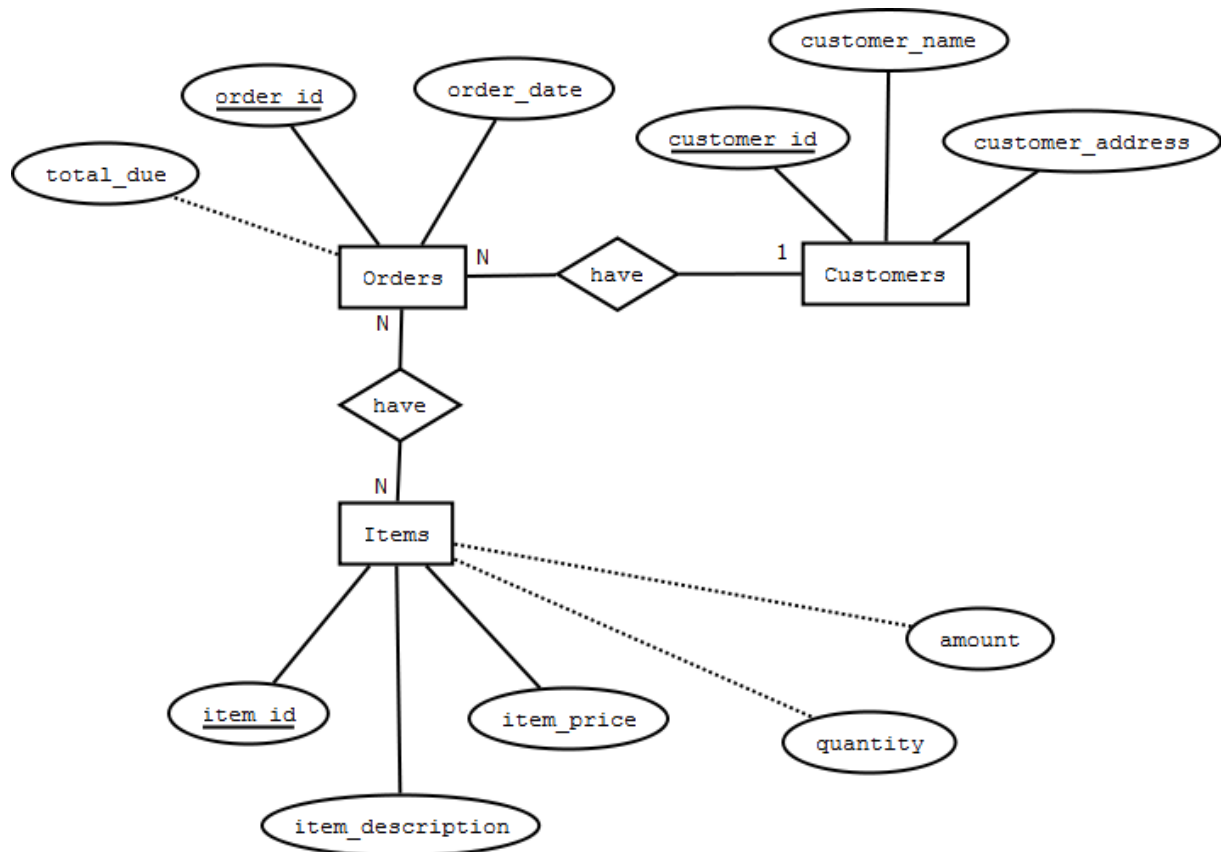 customer_name
order_date
order_id
customer_id
customer_address
total_due
N
1
have
Customers
Orders
N
have
N
Items
amount
item_id
item_price
quantity
item_description